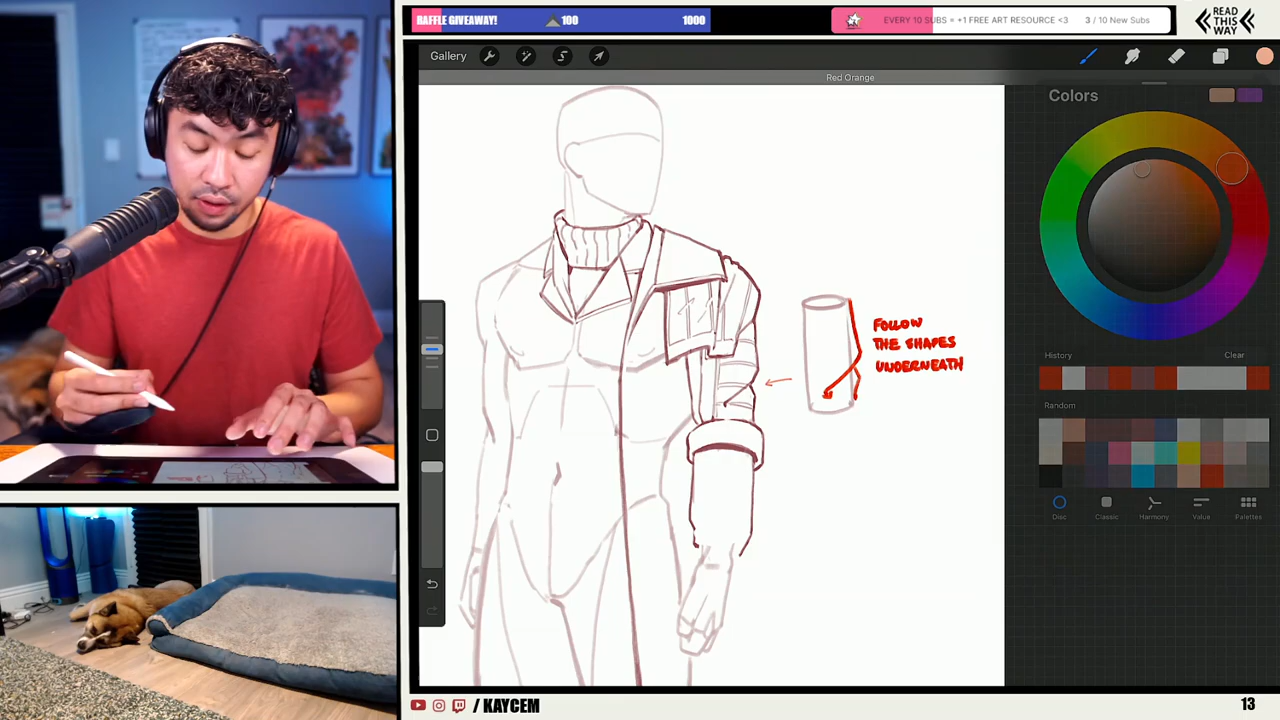 RAFFLE GIVEAWAY!
100
1000
EVERY 10 SUBS = +1 FREE ART RESOURCE <3
3 / 10 New Subs
READ
THIS
WAY
Gallery
Red Orange
Colors
FOLLOW
THE SHAPES
UNDERNEATH
History
Clear
Random
Disc
Classic
Harmony
Value
Palettes
/ KAYCEM
13